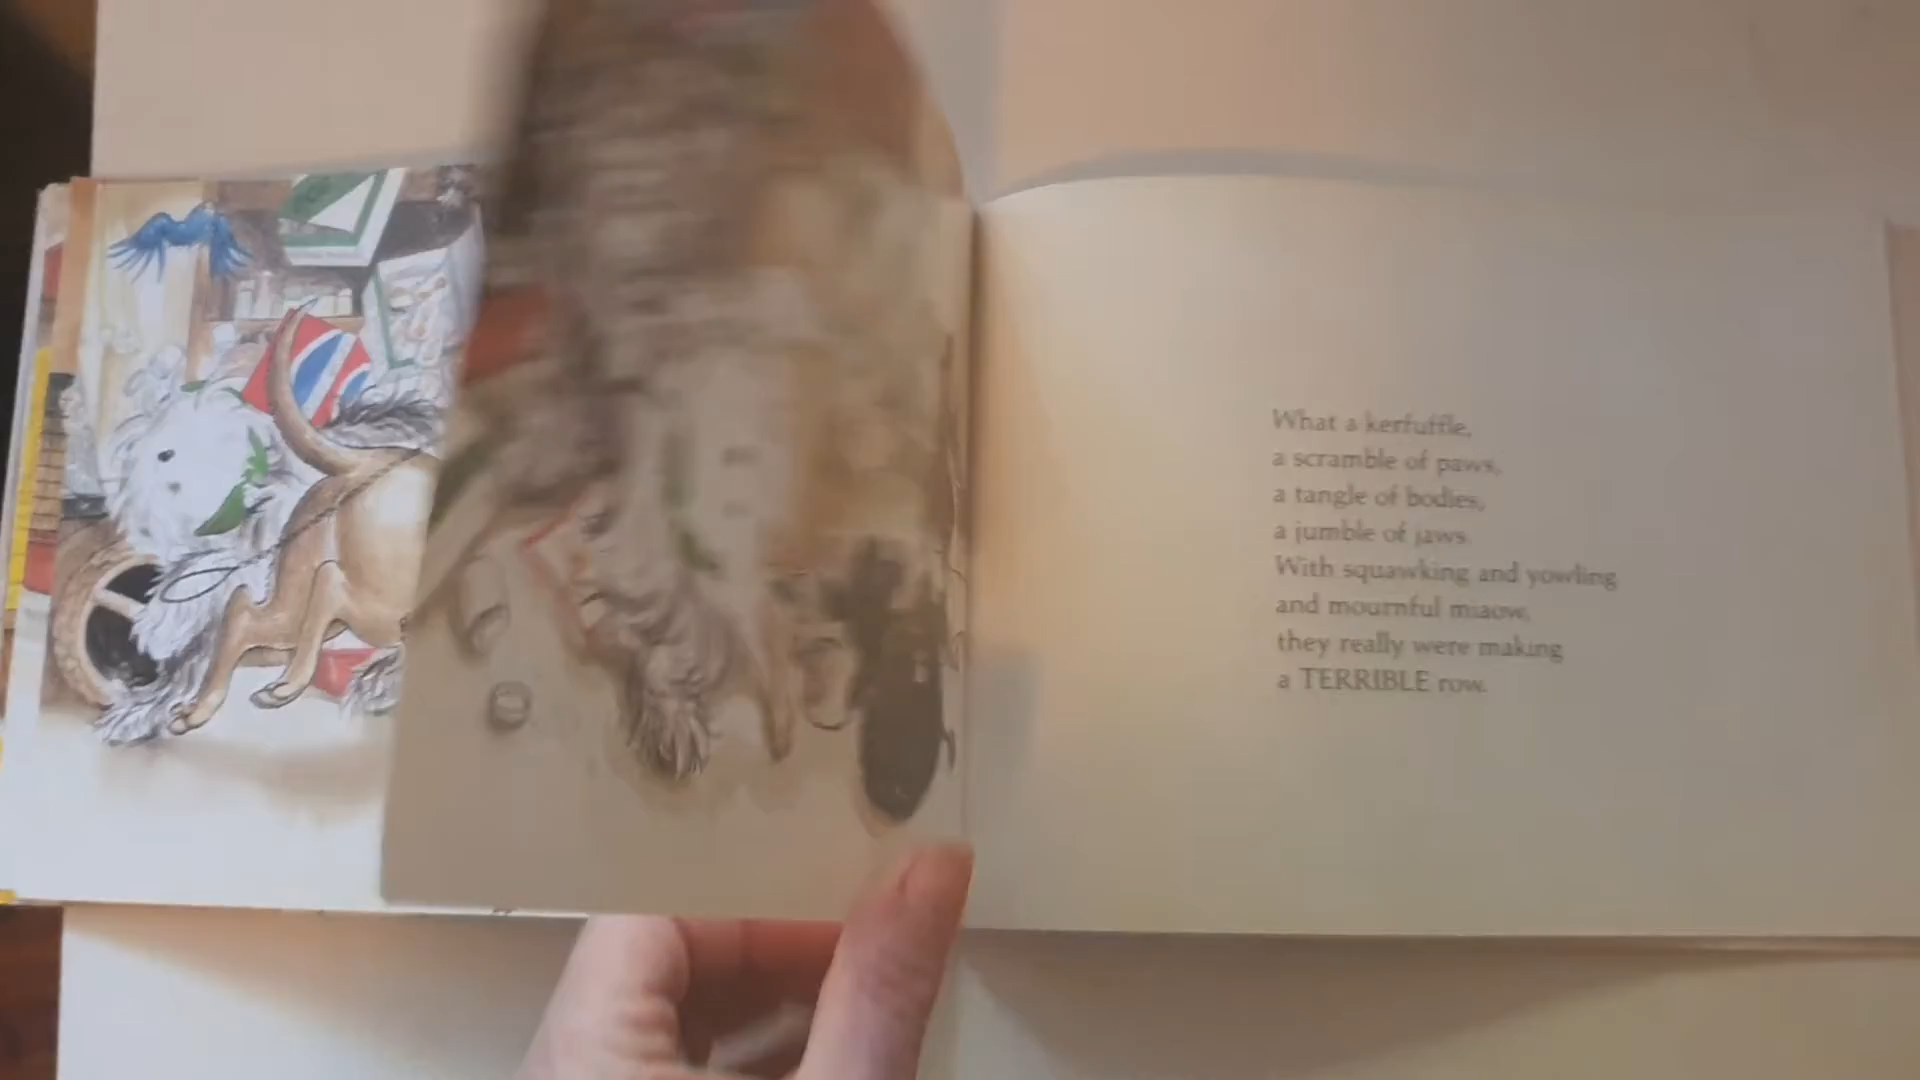 What a kerfuffle,
a scramble of paws,
a tangle of bodies,
a jumble of jaws.
With squawking and yowling
and mournful miaow,
they really were making
a TERRIBLE row.